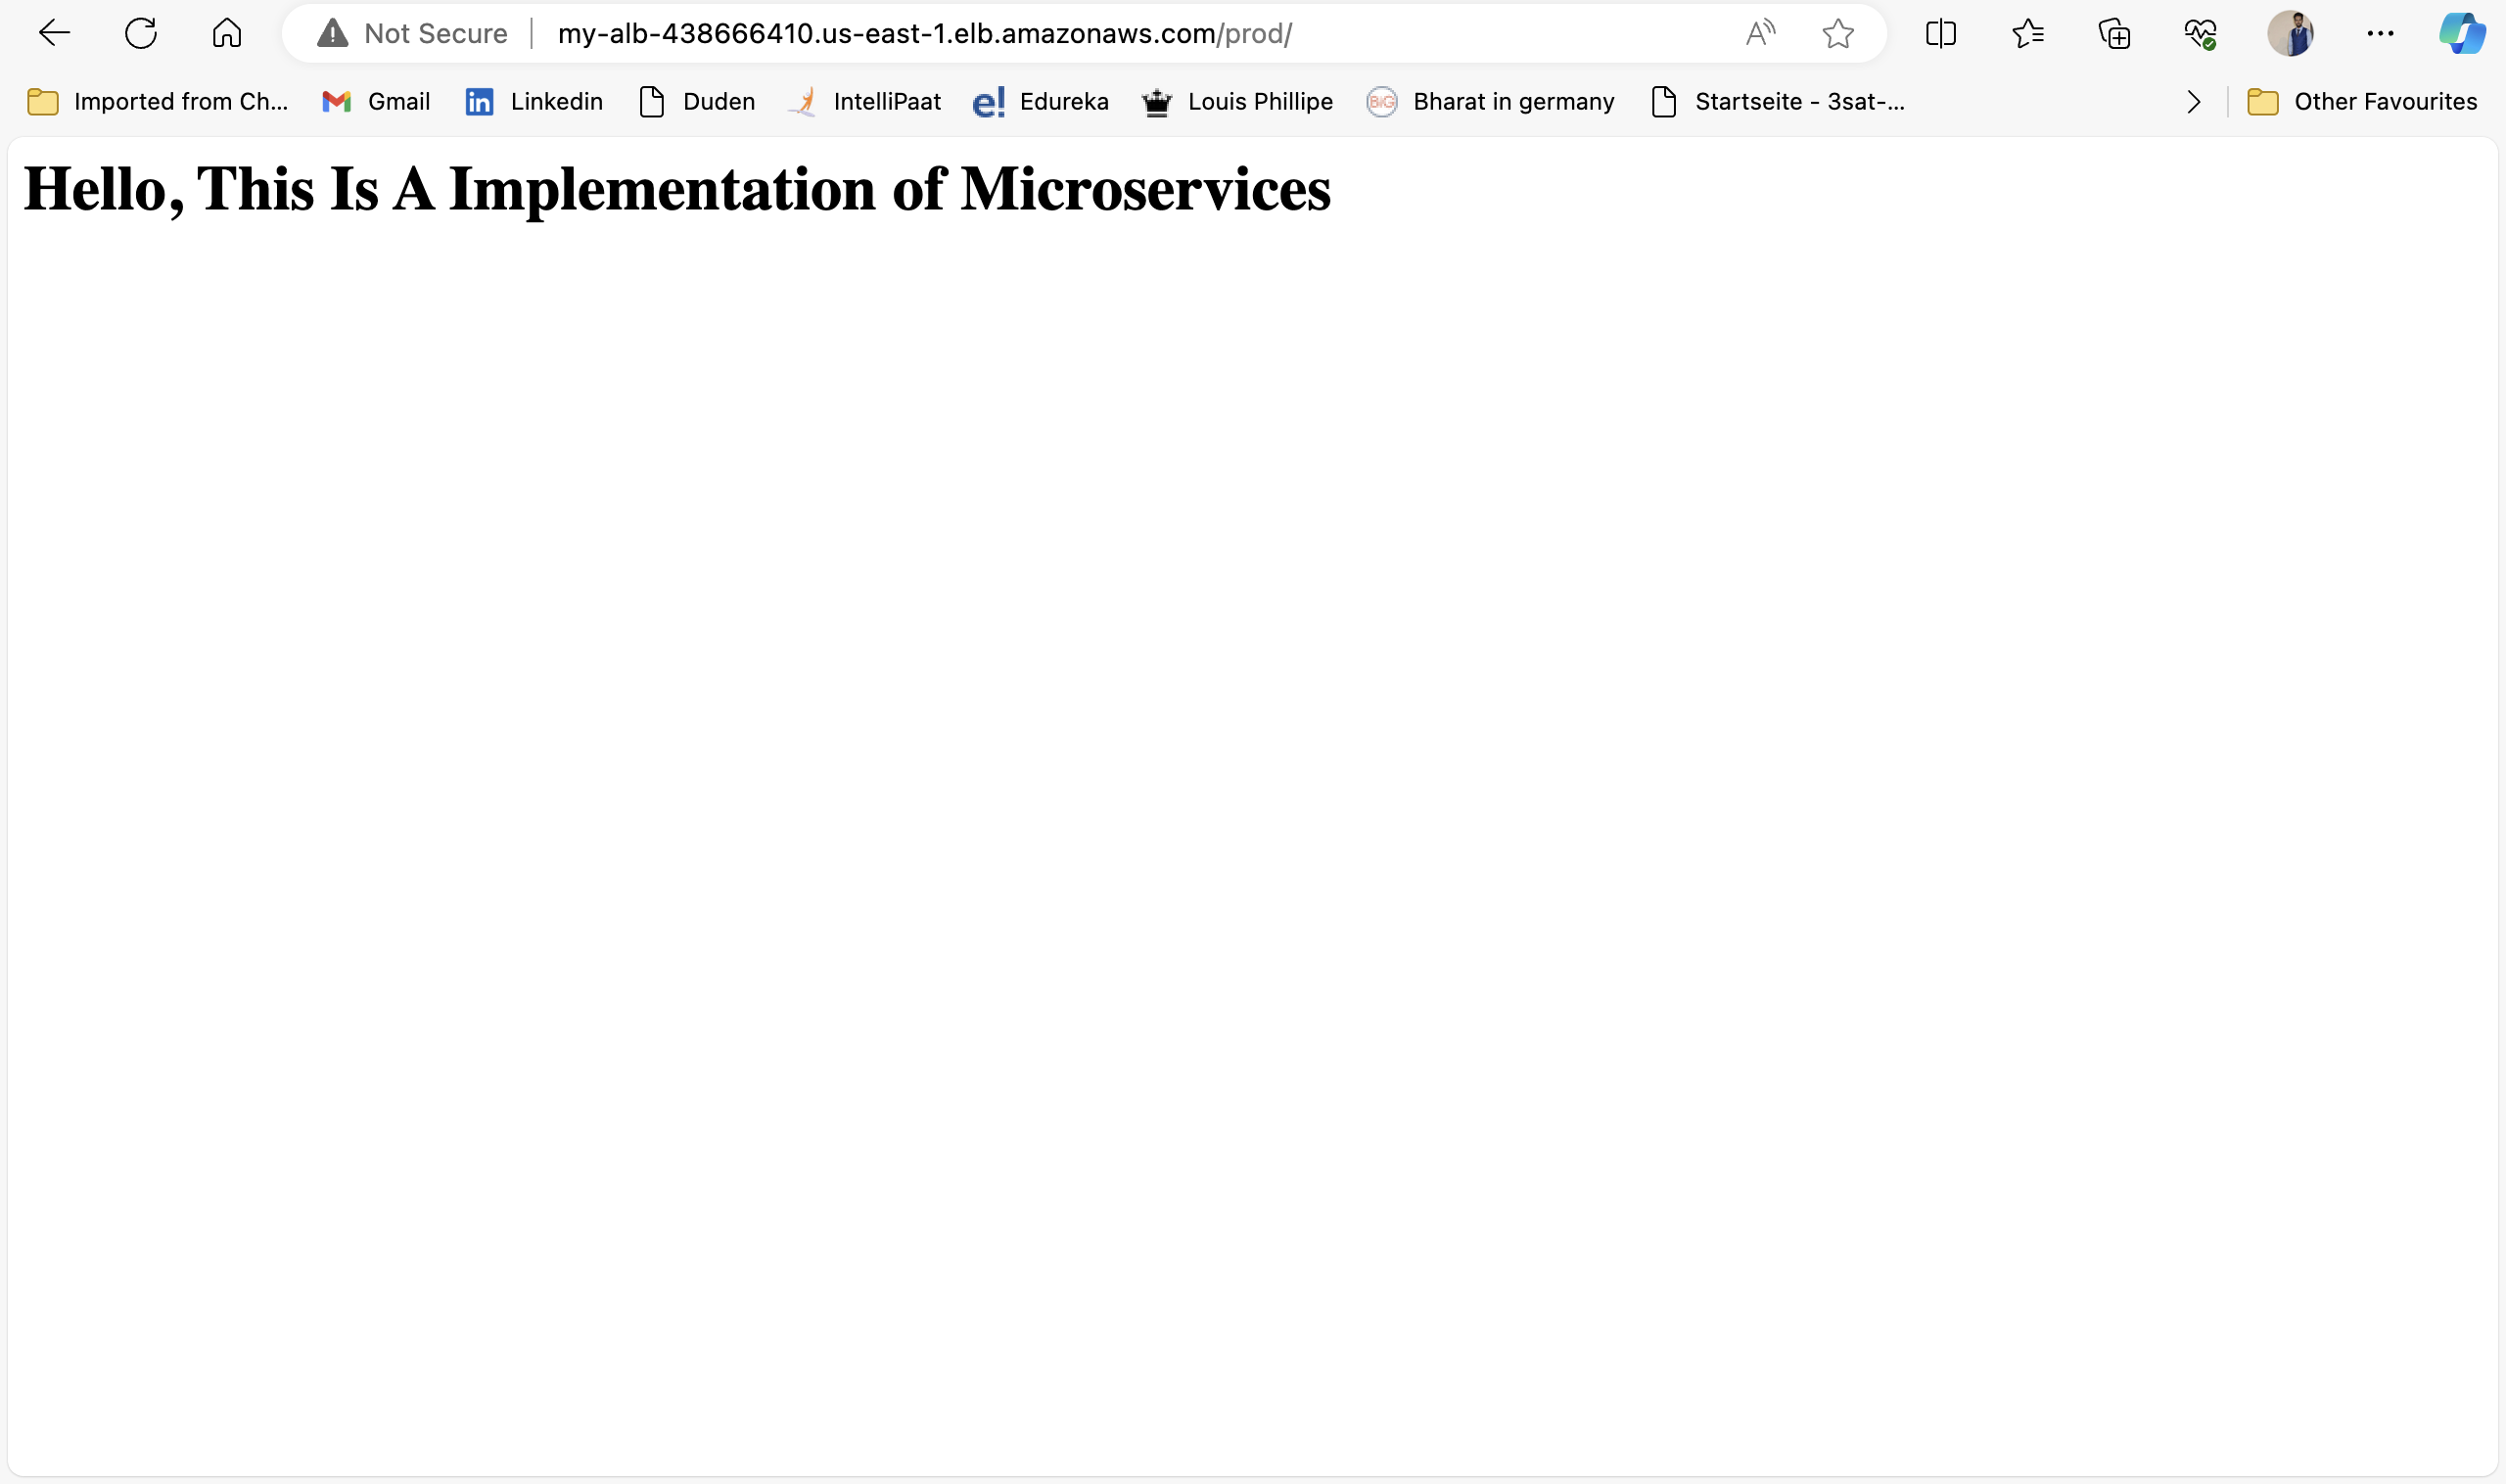 Not Secure my-alb-438666410.us-east-1.elb.amazonaws.com/prod/
Imported from Ch... Gmail Linkedin Duden IntelliPaat e! Edureka Louis Phillipe BiG Bharat in germany Startseite - 3sat-... Other Favourites
Hello, This Is A Implementation of Microservices